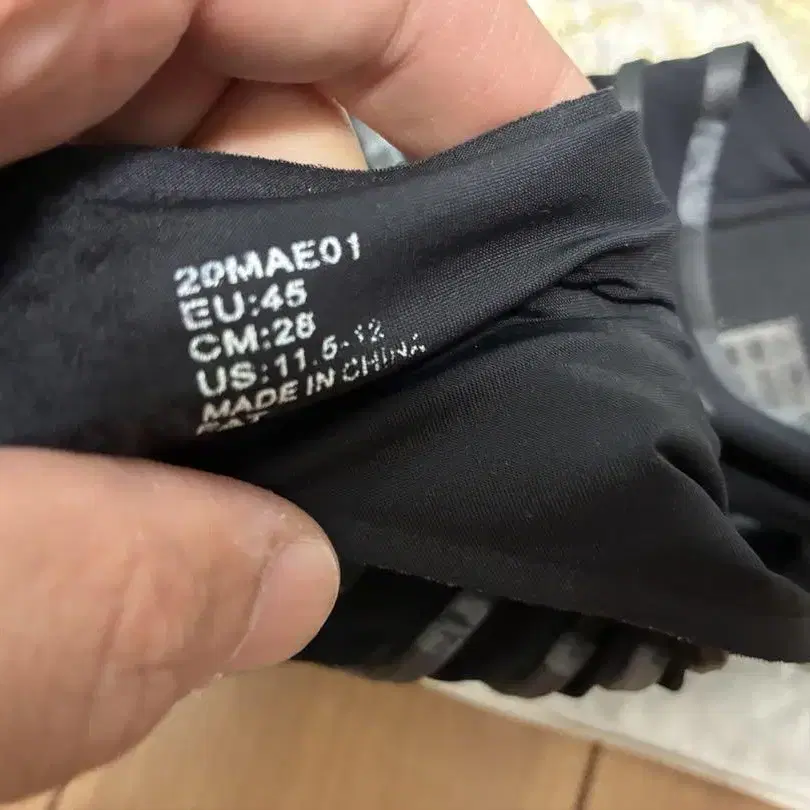 20MAE01
EU:45
CM:28
US:11.5-12
MADE IN CHINA